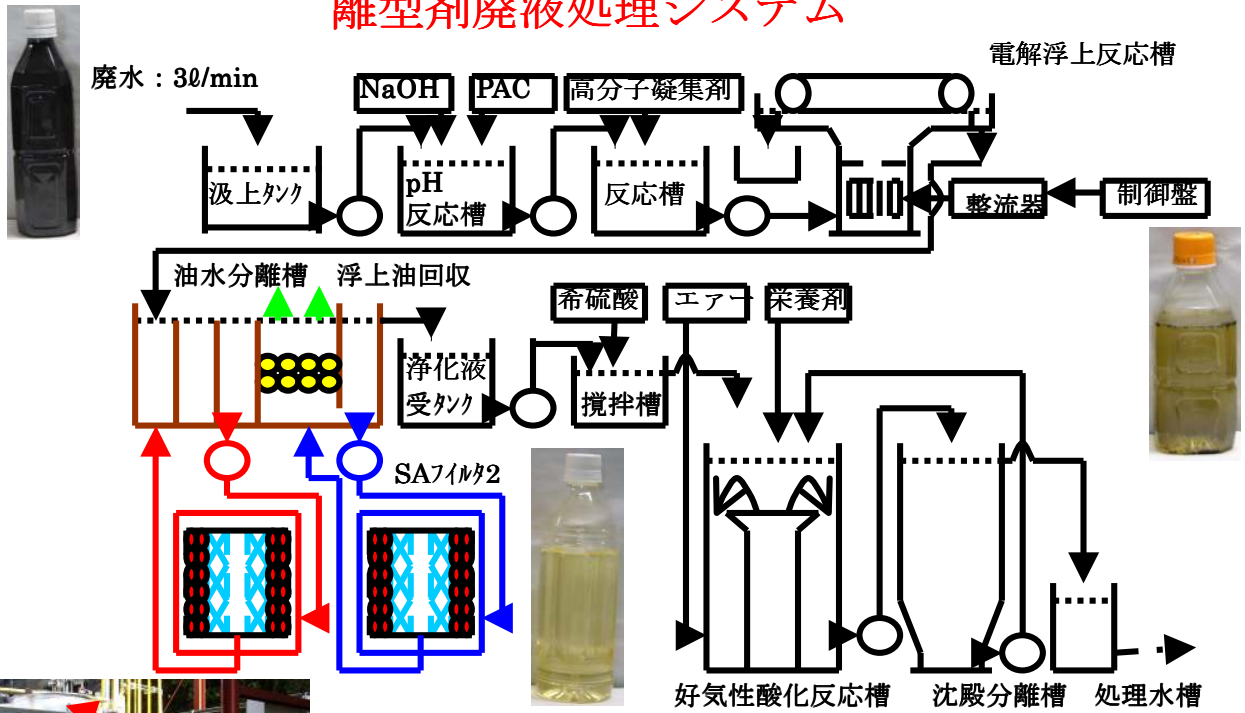 離型剤廃液処理システム
電解浮上反応槽
廃水：3ℓ/min
NaOH
PAC
高分子凝集剤
汲上ﾀﾝｸ
pH
反応槽
反応槽
整流器
制御盤
油水分離槽
浮上油回収
希硫酸
エァー
栄養剤
浄化液
受ﾀﾝｸ
撹拌槽
SAﾌｲﾙﾀ2
好気性酸化反応槽
沈殿分離槽
処理水槽